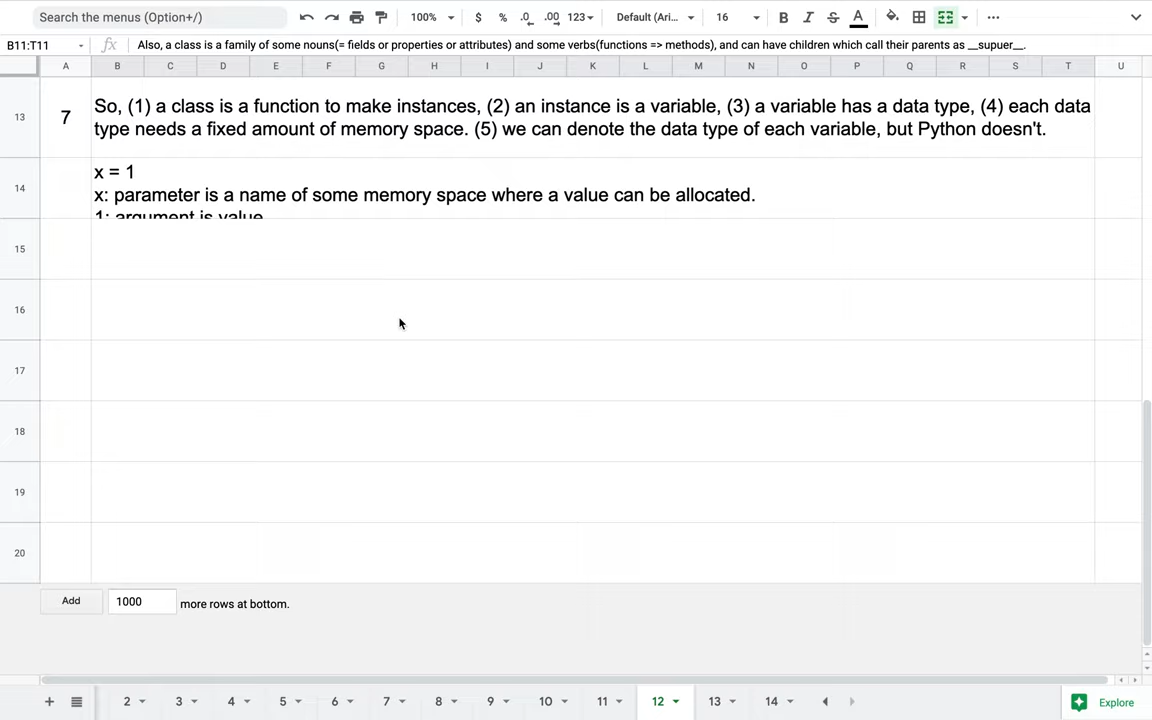 Search the menus (Option+/) 100% $ % .0 .00 123 Default (Ari... 16 B I S A ...
B11:T11 fx Also, a class is a family of some nouns(= fields or properties or attributes) and some verbs(functions => methods), and can have children which call their parents as __supuer__.
A B C D E F G H I J K L M N O P Q R S T U
13 7 So, (1) a class is a function to make instances, (2) an instance is a variable, (3) a variable has a data type, (4) each data
type needs a fixed amount of memory space. (5) we can denote the data type of each variable, but Python doesn't.
x = 1
14 x: parameter is a name of some memory space where a value can be allocated.
1: argument is value
15
16
17
18
19
20
Add 1000 more rows at bottom.
+ 2 3 4 5 6 7 8 9 10 11 12 13 14 Explore